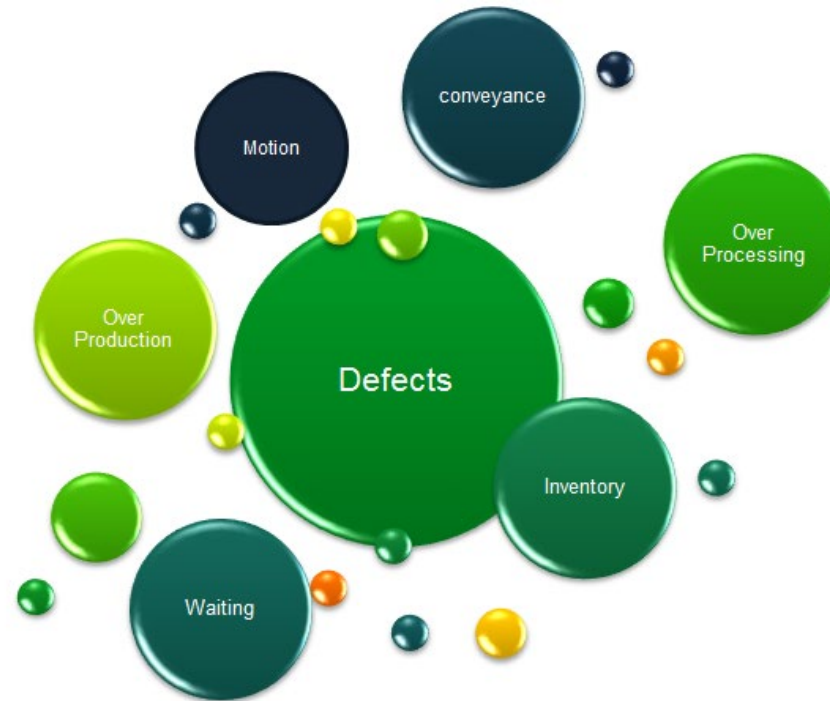 conveyance
Motion
Over
Processing
Over
Production
Defects
Inventory
Waiting